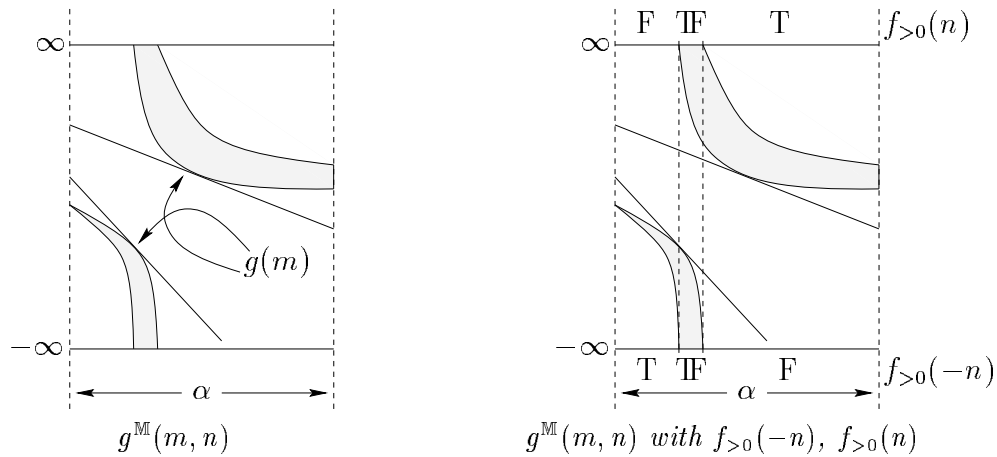 F TF T f_{>0}(n)
∞ ∞
g(m)
−∞ −∞
T TF F f_{>0}(−n)
α α
g^𝕄(m, n) g^𝕄(m, n) with f_{>0}(−n), f_{>0}(n)